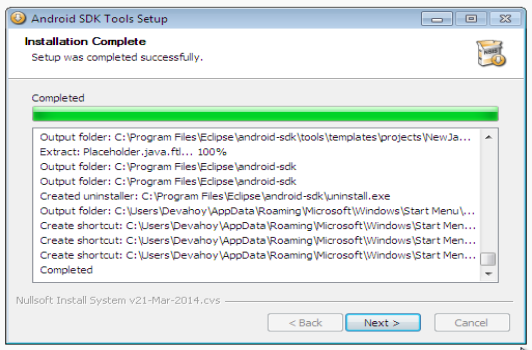 Android SDK Tools Setup
Installation Complete
Setup was completed successfully.
Completed
Output folder: C:\Program Files\Eclipse\android-sdk\tools\templates\projects\NewJa...
Extract: Placeholder.java.ftl... 100%
Output folder: C:\Program Files\Eclipse\android-sdk
Output folder: C:\Program Files\Eclipse\android-sdk
Created uninstaller: C:\Program Files\Eclipse\android-sdk\uninstall.exe
Output folder: C:\Users\Devahoy\AppData\Roaming\Microsoft\Windows\Start Menu\...
Create shortcut: C:\Users\Devahoy\AppData\Roaming\Microsoft\Windows\Start Men...
Create shortcut: C:\Users\Devahoy\AppData\Roaming\Microsoft\Windows\Start Men...
Create shortcut: C:\Users\Devahoy\AppData\Roaming\Microsoft\Windows\Start Men...
Completed
Nullsoft Install System v21-Mar-2014.cvs
< Back Next > Cancel